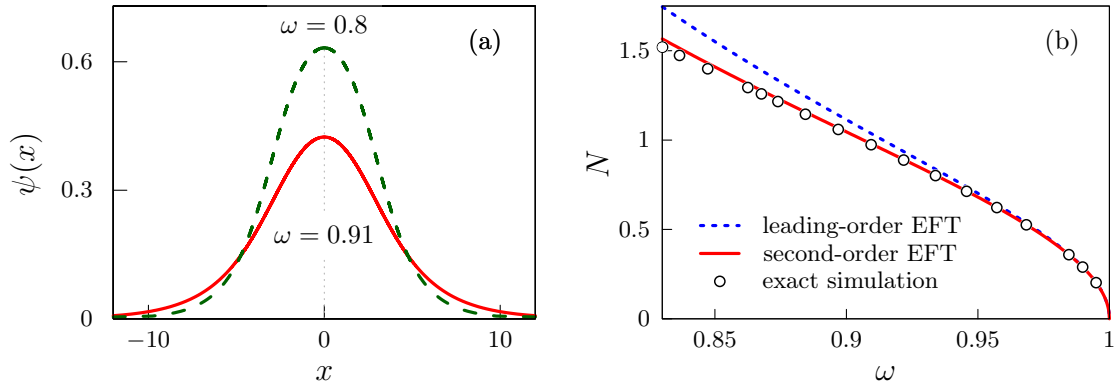 (a)
ω = 0.8
ω = 0.91
ψ(x)
0.6
0.3
0
−10
0
10
x
(b)
N
1.5
1
0.5
0
leading-order EFT
second-order EFT
exact simulation
0.85
0.9
0.95
1
ω